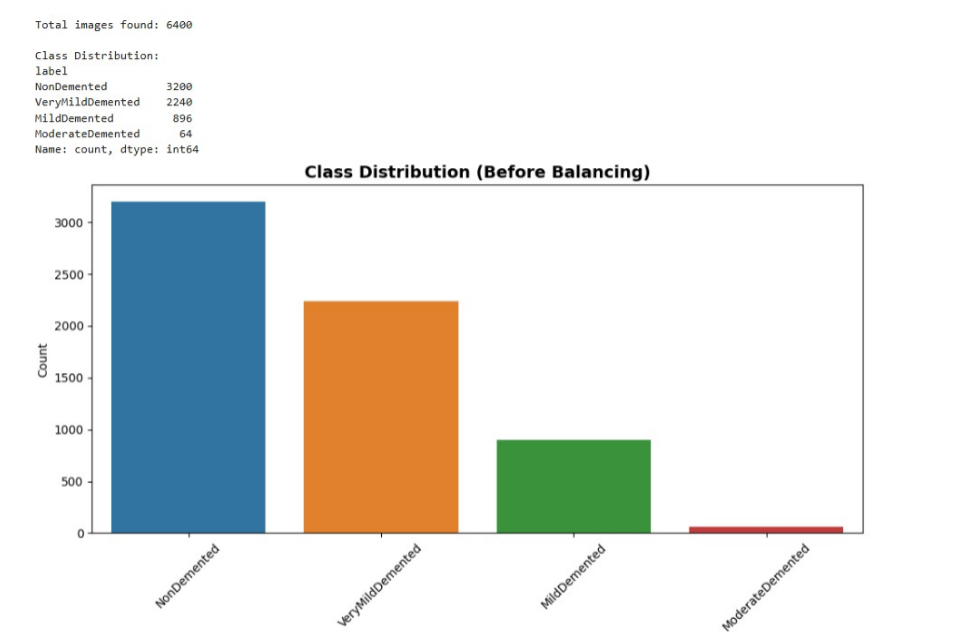 Total images found: 6400
Class Distribution:
label
NonDemented 3200
VeryMildDemented 2240
MildDemented 896
ModerateDemented 64
Name: count, dtype: int64
Class Distribution (Before Balancing)
3000
2500
2000
1500
1000
500
0
Count
NonDemented
VeryMildDemented
MildDemented
ModerateDemented